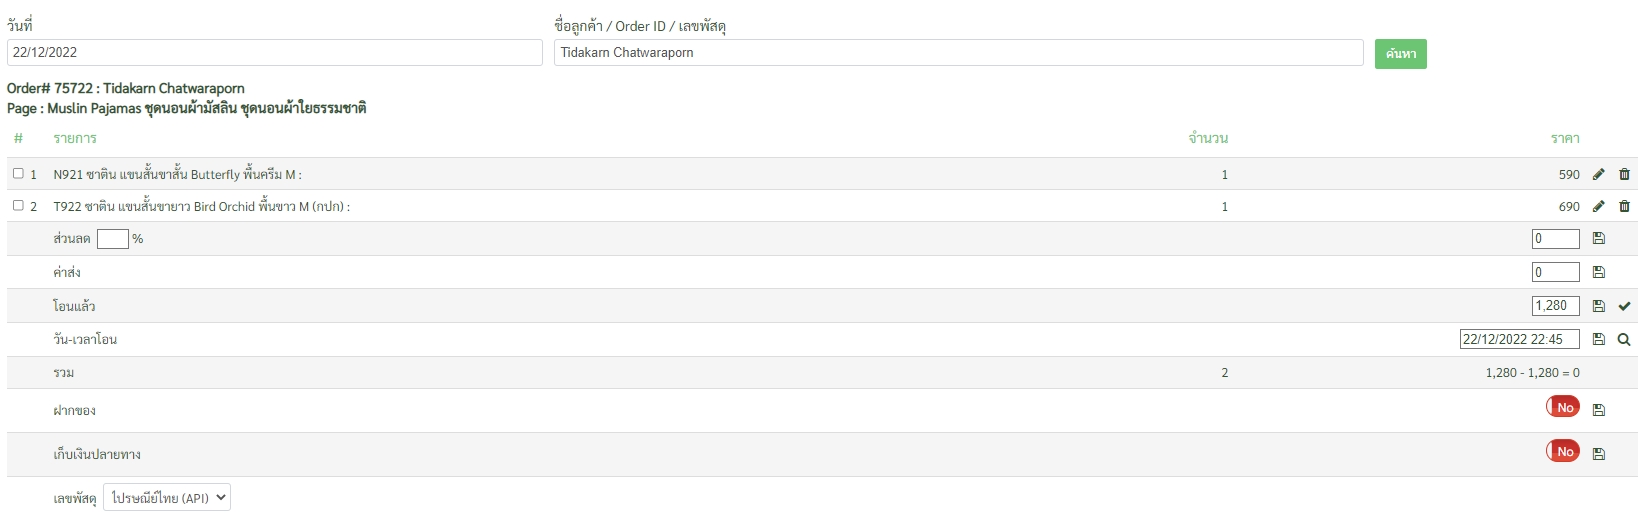 วันที่
ชื่อลูกค้า / Order ID / เลขพัสดุ
22/12/2022
Tidakarn Chatwaraporn
ค้นหา
Order# 75722 : Tidakarn Chatwaraporn
Page : Muslin Pajamas ชุดนอนผ้ามัสลิน ชุดนอนผ้าใยธรรมชาติ
# รายการ จำนวน ราคา
1 N921 ซาติน แขนสั้นขาสั้น Butterfly พื้นครีม M : 1 590
2 T922 ซาติน แขนสั้นขายาว Bird Orchid พื้นขาว M (กปก) : 1 690
ส่วนลด % 0
ค่าส่ง 0
โอนแล้ว 1,280
วัน-เวลาโอน 22/12/2022 22:45
รวม 2 1,280 - 1,280 = 0
ฝากของ No
เก็บเงินปลายทาง No
เลขพัสดุ ไปรษณีย์ไทย (API)